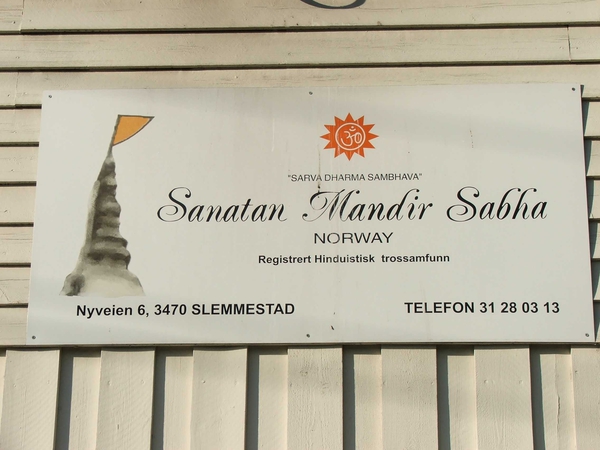 ॐ
"SARVA DHARMA SAMBHAVA"
Sanatan Mandir Sabha
NORWAY
Registrert Hinduistisk trossamfunn
Nyveien 6, 3470 SLEMMESTAD
TELEFON 31 28 03 13